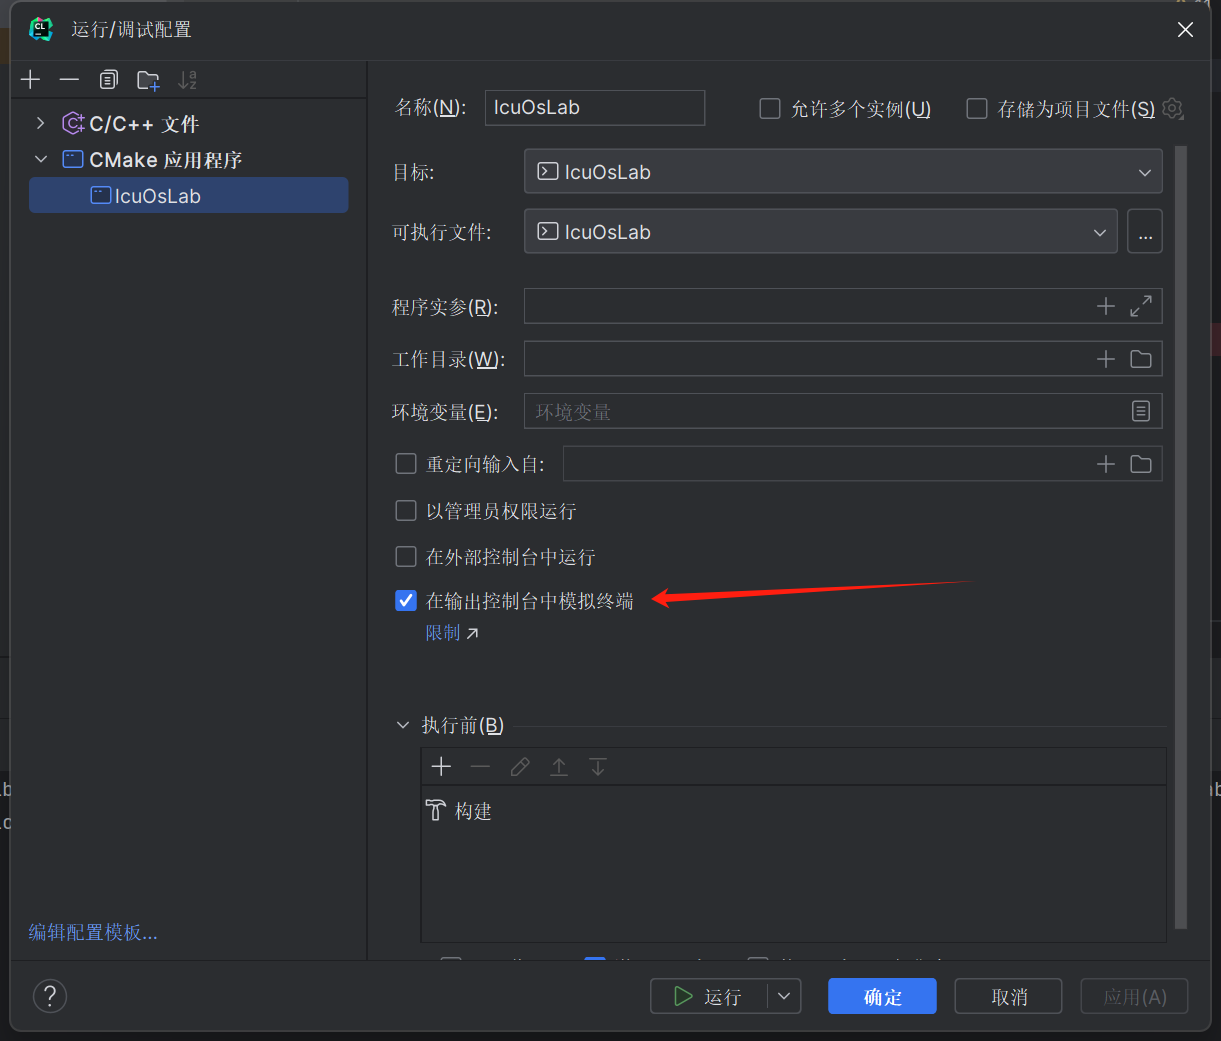 运行/调试配置
C/C++ 文件
CMake 应用程序
IcuOsLab
编辑配置模板...
名称(N):
IcuOsLab
允许多个实例(U)
存储为项目文件(S)
目标:
IcuOsLab
可执行文件:
IcuOsLab
...
程序实参(R):
工作目录(W):
环境变量(E):
环境变量
重定向输入自:
以管理员权限运行
在外部控制台中运行
在输出控制台中模拟终端
限制
执行前(B)
构建
?
运行
确定
取消
应用(A)